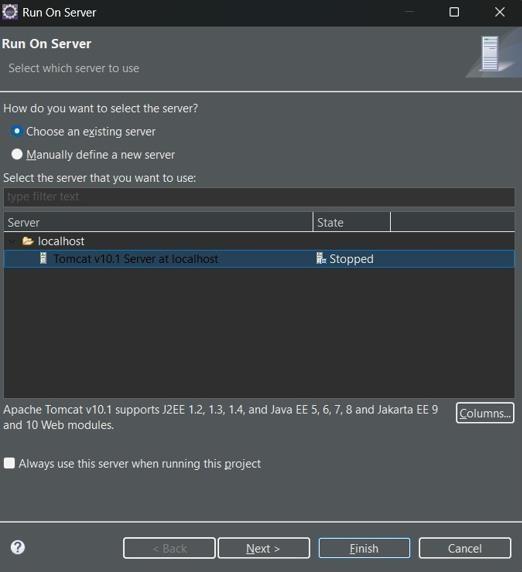 Run On Server
Run On Server
Select which server to use
How do you want to select the server?
Choose an existing server
Manually define a new server
Select the server that you want to use:
type filter text
Server State
localhost
Tomcat v10.1 Server at localhost Stopped
Apache Tomcat v10.1 supports J2EE 1.2, 1.3, 1.4, and Java EE 5, 6, 7, 8 and Jakarta EE 9
and 10 Web modules.
Columns...
Always use this server when running this project
? < Back Next > Finish Cancel